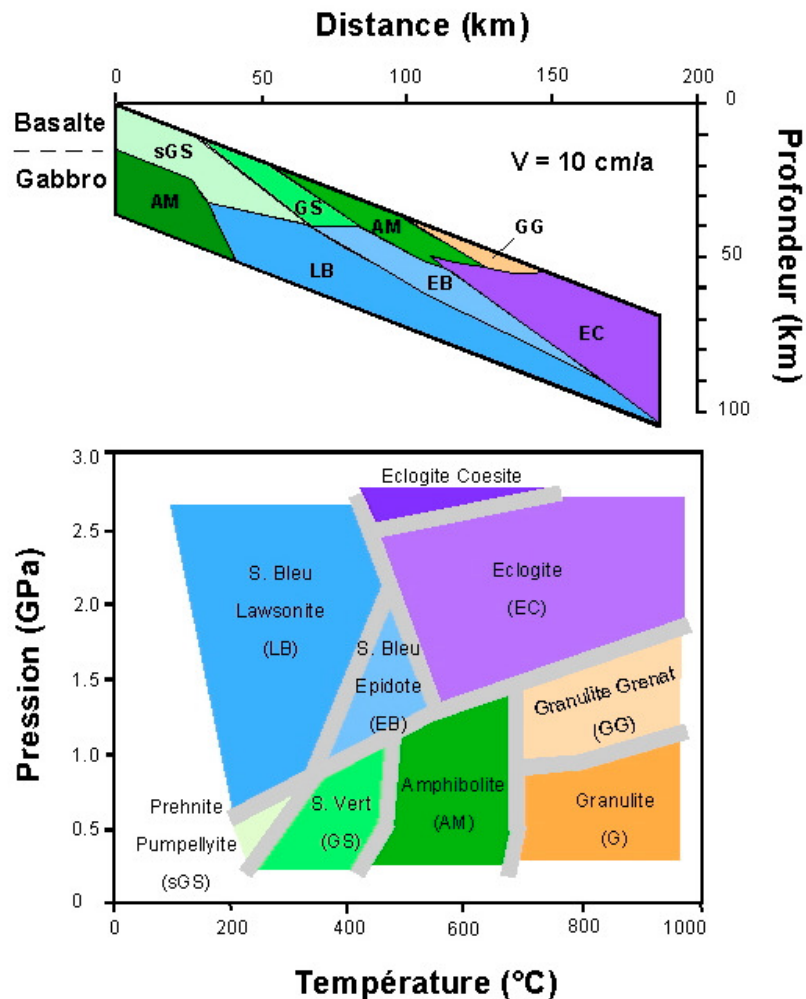 Distance (km)
0 50 100 150 200
Basalte
Gabbro
sGS
V = 10 cm/a
GS
AM
AM
GG
LB
EB
EC
0
50
100
Profondeur (km)
3.0
2.5
2.0
1.5
1.0
0.5
0
Pression (GPa)
Eclogite Coesite
S. Bleu
Lawsonite
(LB)
Eclogite
(EC)
S. Bleu
Epidote
(EB)
Granulite Grenat
(GG)
Prehnite
Pumpellyite
(sGS)
S. Vert
(GS)
Amphibolite
(AM)
Granulite
(G)
0 200 400 600 800 1000
Température (°C)